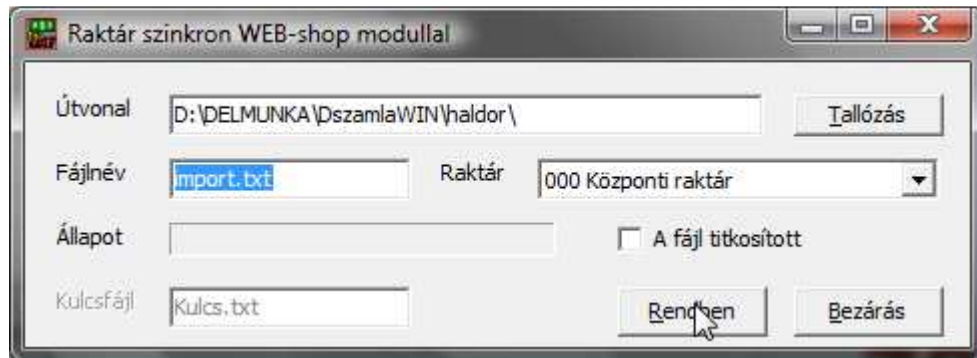 Raktár szinkron WEB-shop modullal
Útvonal D:\DELMUNKA\DszamlaWIN\haldor\ Tallózás
Fájlnév import.txt Raktár 000 Központi raktár
Állapot A fájl titkosított
Kulcsfájl Kulcs.txt Rendben Bezárás